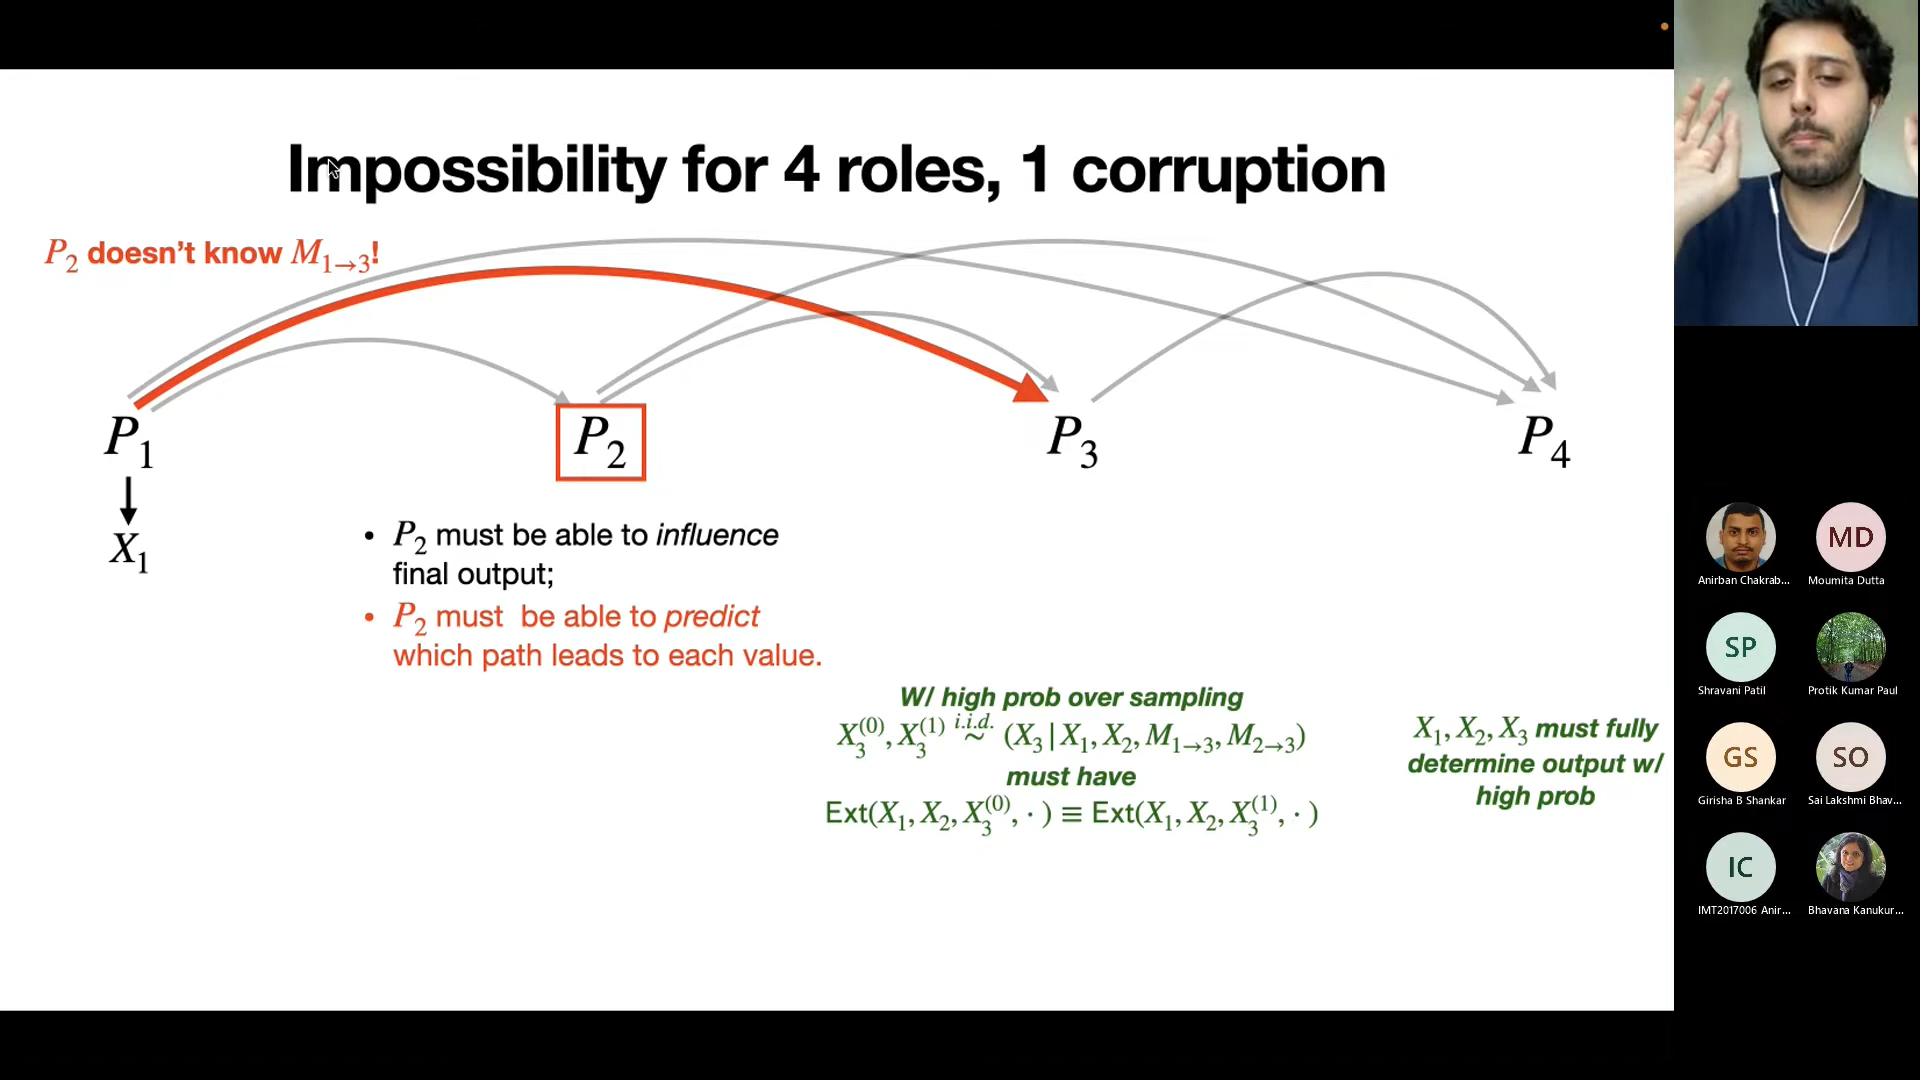 Impossibility for 4 roles, 1 corruption
P₂ doesn't know M₁→₃!
P₁
P₂
P₃
P₄
X₁
• P₂ must be able to influence
final output;
• P₂ must be able to predict
which path leads to each value.
W/ high prob over sampling
X₃⁽⁰⁾, X₃⁽¹⁾ i.i.d. ~ (X₃ | X₁, X₂, M₁→₃, M₂→₃)
must have
Ext(X₁, X₂, X₃⁽⁰⁾, · ) ≡ Ext(X₁, X₂, X₃⁽¹⁾, · )
X₁, X₂, X₃ must fully
determine output w/
high prob
MD
Anirban Chakrab...
Moumita Dutta
SP
Shravani Patil
Protik Kumar Paul
GS
SO
Girisha B Shankar
Sai Lakshmi Bhav...
IC
IMT2017006 Anir...
Bhavana Kanukur...